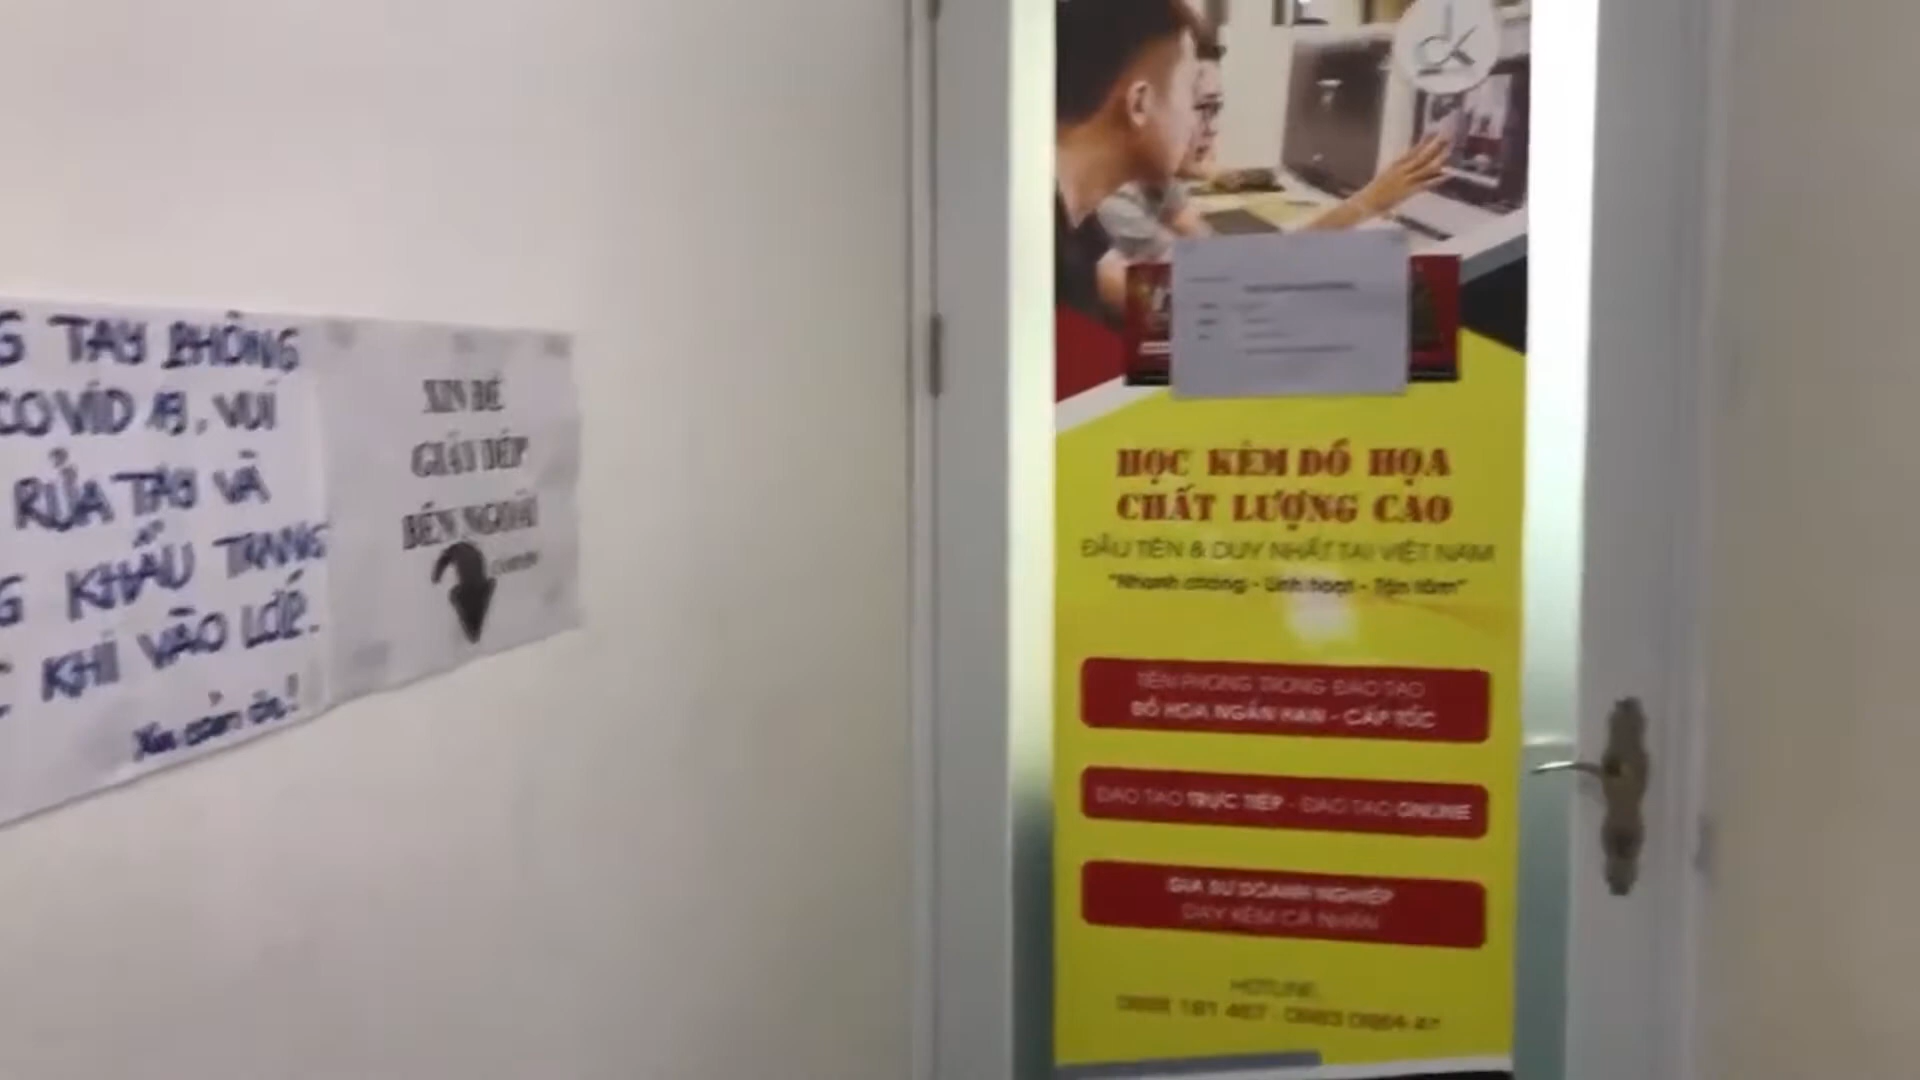 G TAY PHÒNG
COVID 19, VUI
RỬA TAY VÀ
G KHẨU TRANG
KHI VÀO LỚP.
Xin cảm ơn!
XIN ĐỂ
GIÀY DÉP
BÊN NGOÀI
HỌC KÈM ĐỒ HỌA
CHẤT LƯỢNG CAO
ĐẦU TIÊN & DUY NHẤT TẠI VIỆT NAM
"Nhanh chóng - Linh hoạt - Tận tâm"
TIÊN PHONG TRONG ĐÀO TẠO
ĐỒ HỌA NGẮN HẠN - CẤP TỐC
ĐÀO TẠO TRỰC TIẾP - ĐÀO TẠO ONLINE
GIA SƯ DOANH NGHIỆP
DẠY KÈM CÁ NHÂN
HOTLINE: